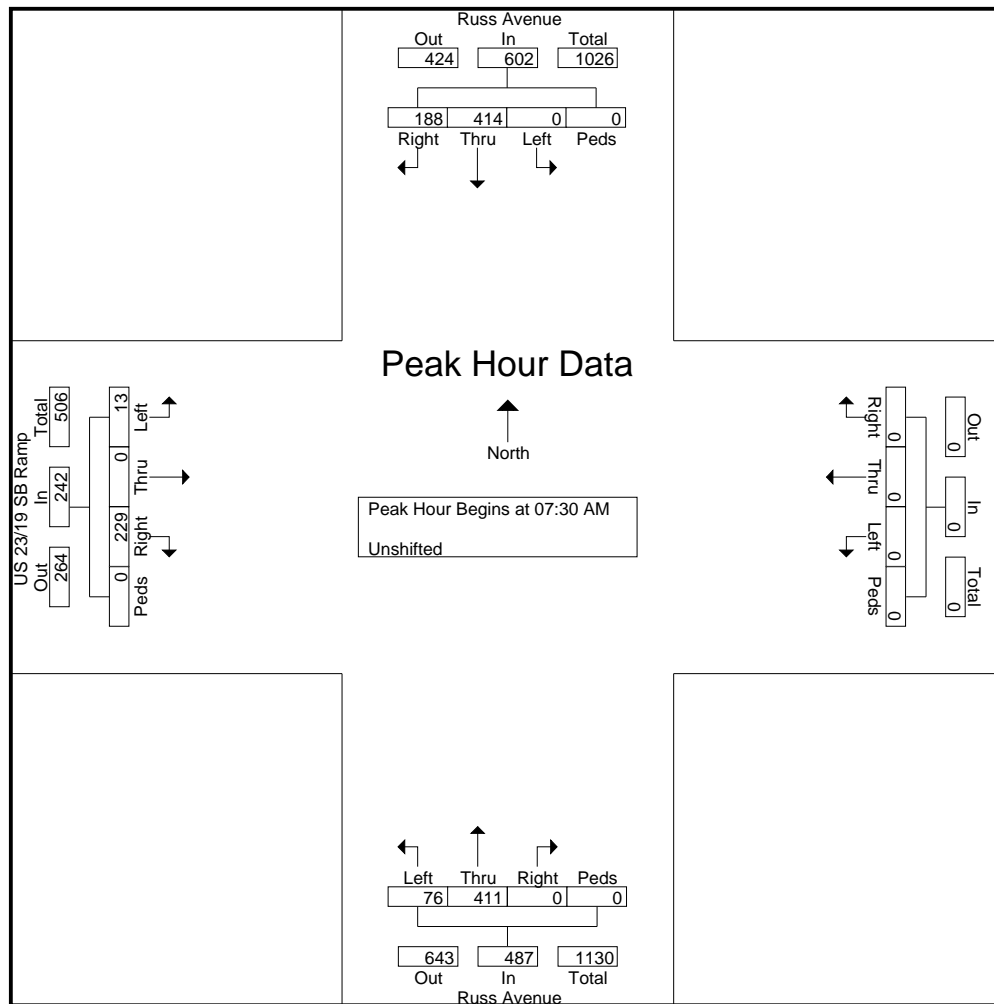 Russ Avenue
Out In Total
424 602 1026
188 414 0 0
Right Thru Left Peds
Peak Hour Data
North
Peak Hour Begins at 07:30 AM
Unshifted
US 23/19 SB Ramp
Out In Total
264 242 506
13 0 229 0
Left Thru Right Peds
Right Thru Left Peds
0 0 0 0
Out In Total
0 0 0
Left Thru Right Peds
76 411 0 0
643 487 1130
Out In Total
Russ Avenue